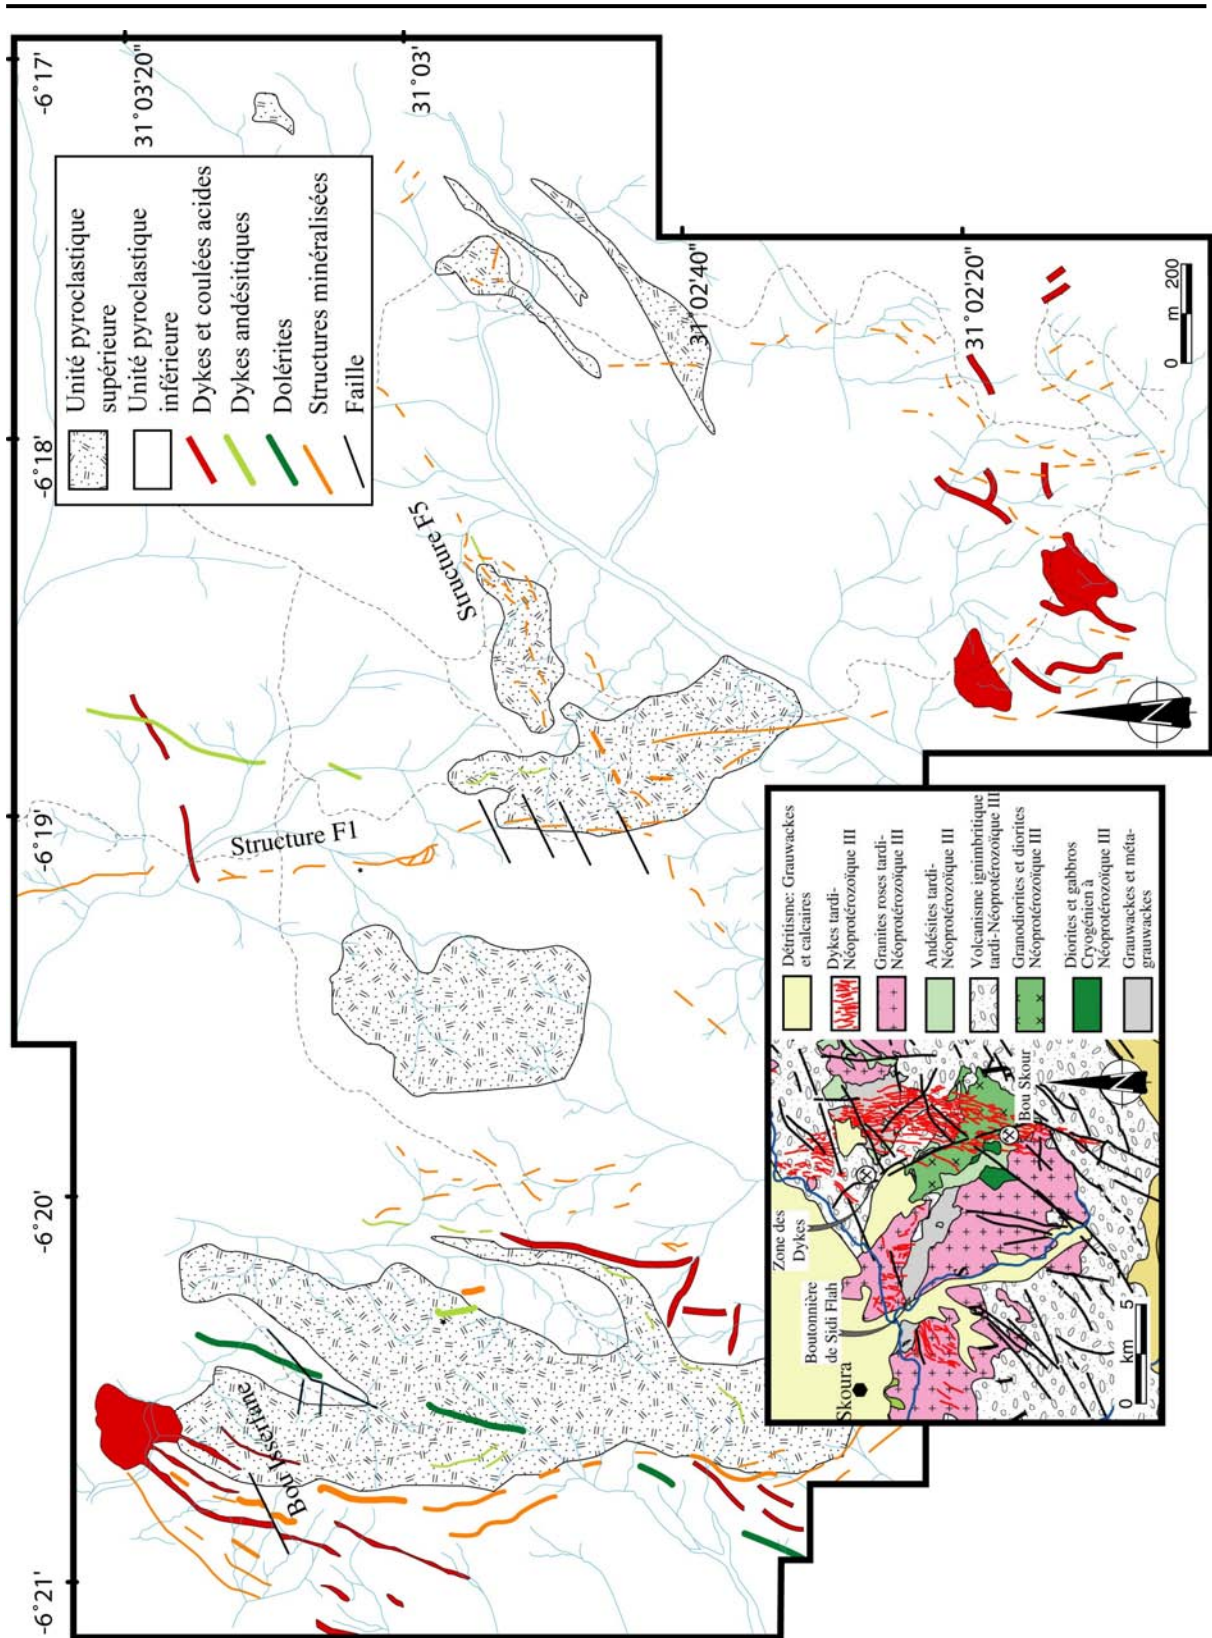 -6°21'
-6°20'
-6°19'
-6°18'
-6°17'
31°03'20"
31°03'
31°02'40"
31°02'20"
Unité pyroclastique
supérieure
Unité pyroclastique
inférieure
Dykes et coulées acides
Dykes andésitiques
Dolérites
Structures minéralisées
Faille
Bou Isserfane
Structure F1
Structure F5
0 m 200
N
Zone des
Dykes
Boutonnière
de Sidi Flah
Skoura
Bou Skour
0 km 5
N
Détritisme: Grauwackes
et calcaires
Dykes tardi-
Néoprotérozoïque III
Granites roses tardi-
Néoprotérozoïque III
Andésites tardi-
Néoprotérozoïque III
Volcanisme ignimbritique
tardi-Néoprotérozoïque III
Granodiorites et diorites
Néoprotérozoïque III
Diorites et gabbros
Cryogénien à
Néoprotérozoïque III
Grauwackes et méta-
grauwackes